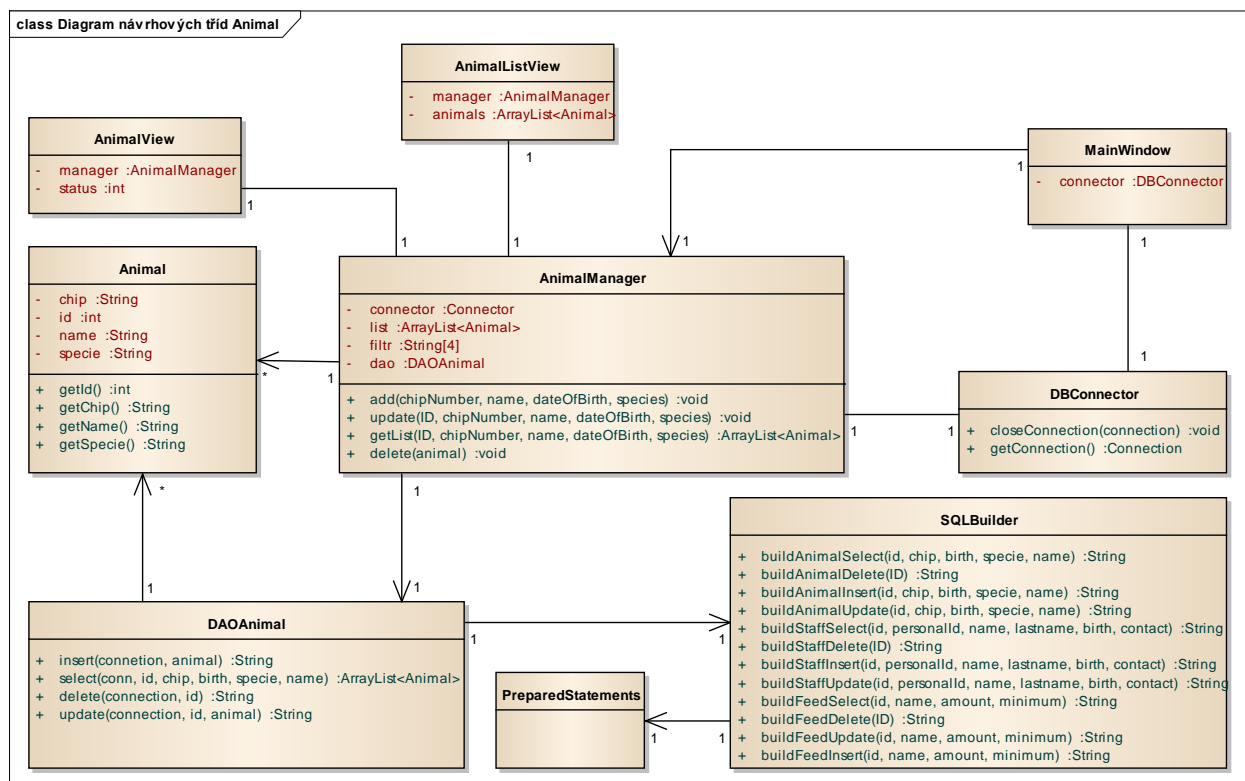 class Diagram návrhových tříd Animal
AnimalListView
- manager :AnimalManager
- animals :ArrayList<Animal>
1
AnimalView
- manager :AnimalManager
- status :int
1
MainWindow
- connector :DBConnector
1
1
Animal
- chip :String
- id :int
- name :String
- specie :String
+ getId() :int
+ getChip() :String
+ getName() :String
+ getSpecie() :String
*
*
1
1
1
AnimalManager
- connector :Connector
- list :ArrayList<Animal>
- filtr :String[4]
- dao :DAOAnimal
+ add(chipNumber, name, dateOfBirth, species) :void
+ update(ID, chipNumber, name, dateOfBirth, species) :void
+ getList(ID, chipNumber, name, dateOfBirth, species) :ArrayList<Animal>
+ delete(animal) :void
1
1
1
1
1
DBConnector
+ closeConnection(connection) :void
+ getConnection() :Connection
1
1
DAOAnimal
+ insert(connetion, animal) :String
+ select(conn, id, chip, birth, specie, name) :ArrayList<Animal>
+ delete(connection, id) :String
+ update(connection, id, animal) :String
1
1
PreparedStatements
1
1
SQLBuilder
+ buildAnimalSelect(id, chip, birth, specie, name) :String
+ buildAnimalDelete(ID) :String
+ buildAnimalInsert(id, chip, birth, specie, name) :String
+ buildAnimalUpdate(id, chip, birth, specie, name) :String
+ buildStaffSelect(id, personalId, name, lastname, birth, contact) :String
+ buildStaffDelete(ID) :String
+ buildStaffInsert(id, personalId, name, lastname, birth, contact) :String
+ buildStaffUpdate(id, personalId, name, lastname, birth, contact) :String
+ buildFeedSelect(id, name, amount, minimum) :String
+ buildFeedDelete(ID) :String
+ buildFeedUpdate(id, name, amount, minimum) :String
+ buildFeedInsert(id, name, amount, minimum) :String